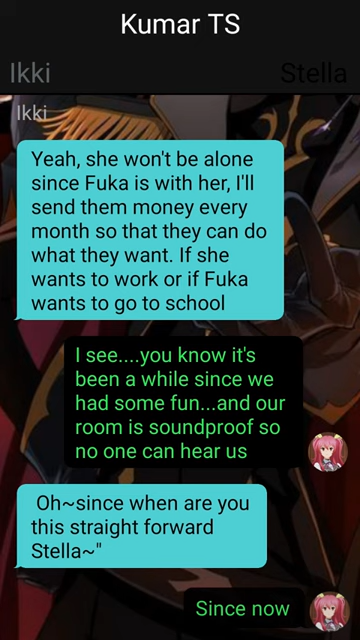 Kumar TS
Ikki
Stella
Ikki
Yeah, she won't be alone
since Fuka is with her, I'll
send them money every
month so that they can do
what they want. If she
wants to work or if Fuka
wants to go to school
I see....you know it's
been a while since we
had some fun...and our
room is soundproof so
no one can hear us
Oh~since when are you
this straight forward
Stella~"
Since now